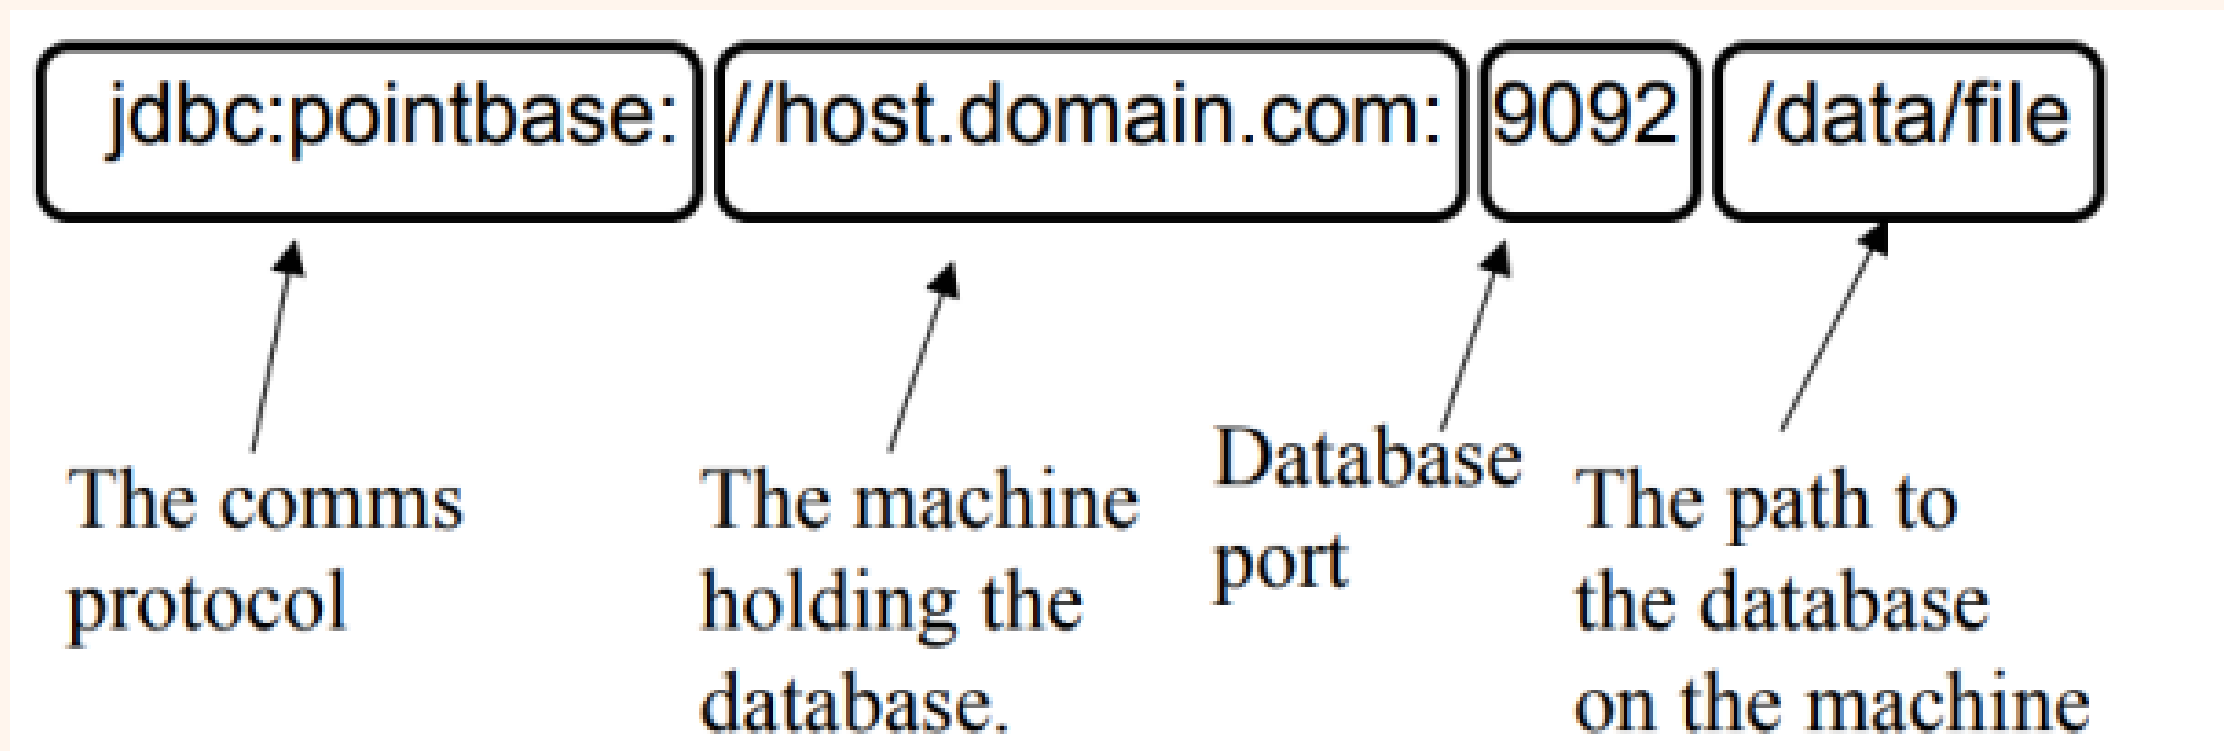 jdbc:pointbase: //host.domain.com: 9092 /data/file
The comms
protocol
The machine
holding the
database.
Database
port
The path to
the database
on the machine